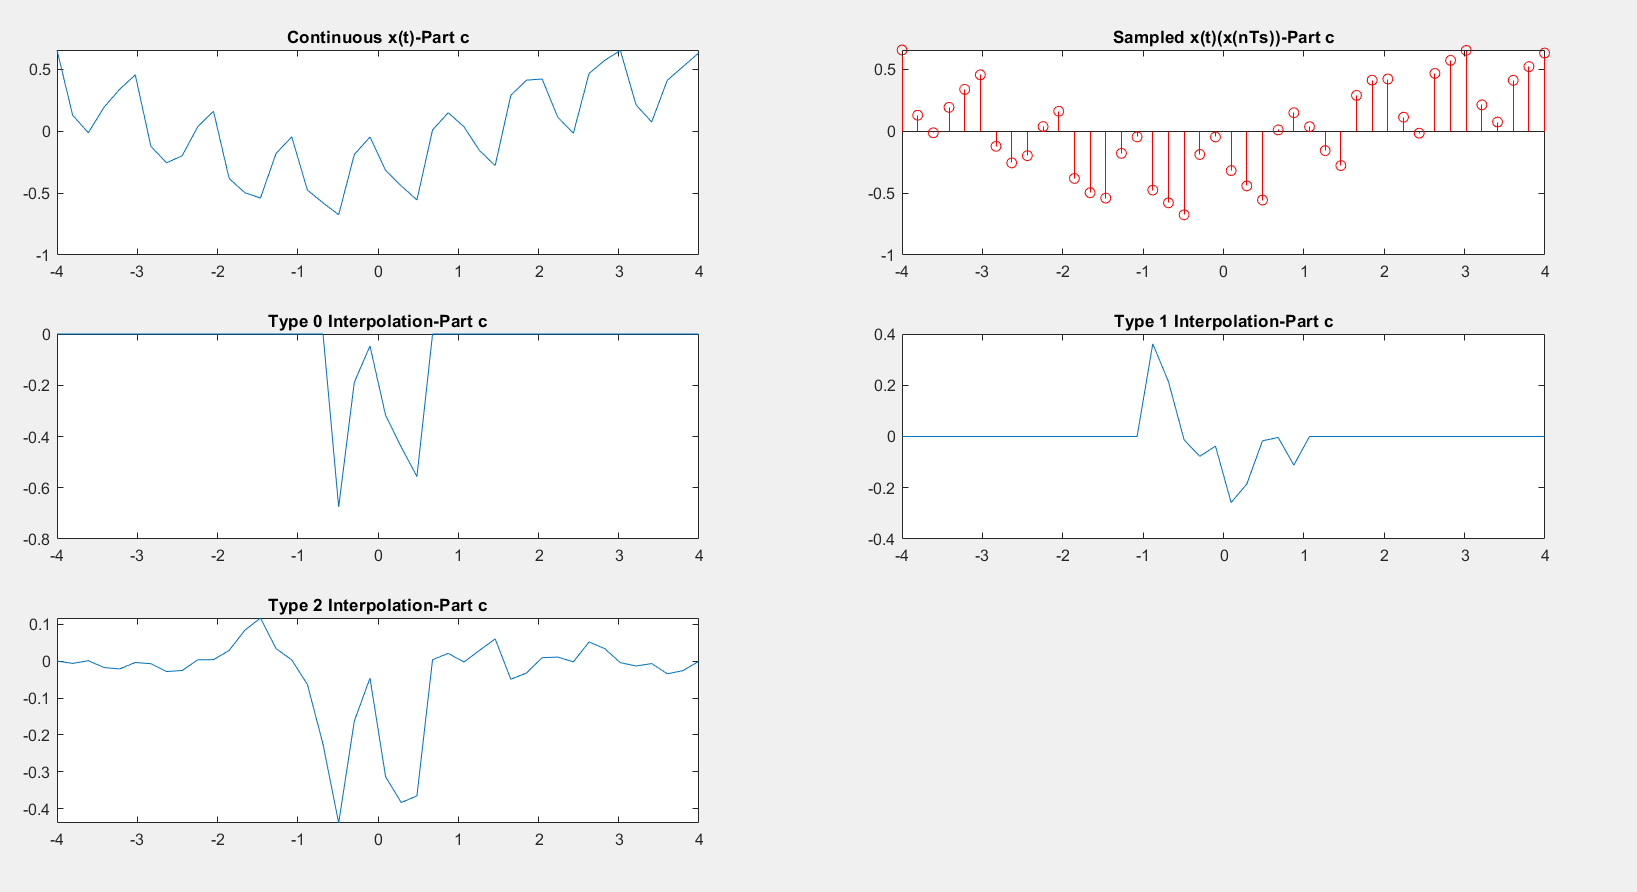 Continuous x(t)-Part c
0.5
0
-0.5
-1
-4 -3 -2 -1 0 1 2 3 4
Sampled x(t)(x(nTs))-Part c
0.5
0
-0.5
-1
-4 -3 -2 -1 0 1 2 3 4
Type 0 Interpolation-Part c
0
-0.2
-0.4
-0.6
-0.8
-4 -3 -2 -1 0 1 2 3 4
Type 1 Interpolation-Part c
0.4
0.2
0
-0.2
-0.4
-4 -3 -2 -1 0 1 2 3 4
Type 2 Interpolation-Part c
0.1
0
-0.1
-0.2
-0.3
-0.4
-4 -3 -2 -1 0 1 2 3 4